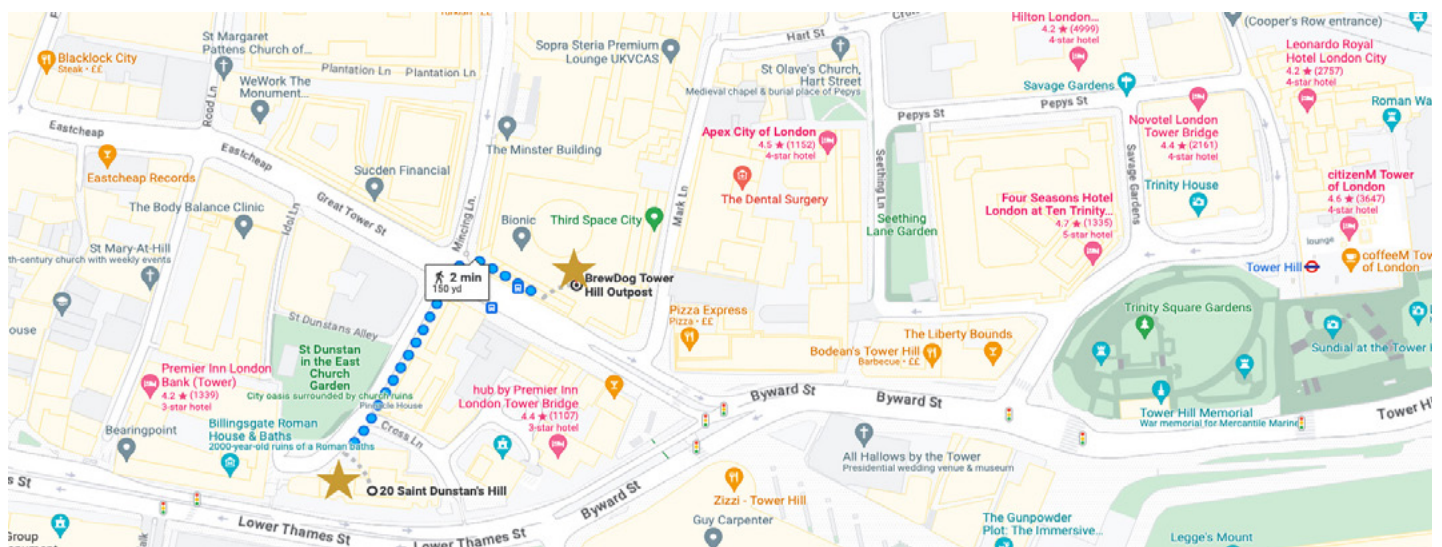 Blacklock City
Steak · ££
St Margaret
Pattens Church of...
WeWork The
Monument...
Rood Ln
Plantation Ln
Plantation Ln
Sopra Steria Premium
Lounge UKVCAS
Hart St
St Olave's Church,
Hart Street
Medieval chapel & burial place of Pepys
Hilton London...
4.2 ★ (4999)
4-star hotel
(Cooper's Row entrance)
Leonardo Royal
Hotel London City
4.2 ★ (2757)
4-star hotel
Savage Gardens
Pepys St
Pepys St
Roman Wa
Novotel London
Tower Bridge
4.4 ★ (2161)
4-star hotel
Eastcheap
Eastcheap
Eastcheap Records
The Minster Building
Mincing Ln
Apex City of London
4.5 ★ (1152)
4-star hotel
The Dental Surgery
Seething Ln
Savage Gardens
Sucden Financial
Great Tower St
The Body Balance Clinic
Idol Ln
Bionic
Third Space City
Mark Ln
Seething
Lane Garden
Four Seasons Hotel
London at Ten Trinity...
4.7 ★ (1335)
5-star hotel
Trinity House
citizenM Tower
of London
4.6 ★ (3647)
4-star hotel
lounge
coffeeM Tow
of London
Tower Hill
St Mary-At-Hill
th-century church with weekly events
2 min
150 yd
BrewDog Tower
Hill Outpost
ouse
St Dunstans Alley
St Dunstan
in the East
Church
Garden
City oasis surrounded by church ruins
Pinnacle House
Pizza Express
Pizza · ££
The Liberty Bounds
Bodean's Tower Hill
Barbecue · ££
Trinity Square Gardens
Sundial at the Tower H
Premier Inn London
Bank (Tower)
4.2 ★ (1339)
3-star hotel
hub by Premier Inn
London Tower Bridge
4.4 ★ (1107)
3-star hotel
Byward St
Byward St
Tower Hill Memorial
War memorial for Mercantile Marine
Tower Hi
Bearingpoint
Billingsgate Roman
House & Baths
2000-year-old ruins of a Roman baths
Cross Ln
All Hallows by the Tower
Presidential wedding venue & museum
20 Saint Dunstan's Hill
s St
Lower Thames St
Lower Thames St
Byward St
Zizzi - Tower Hill
Guy Carpenter
The Gunpowder
Plot: The Immersive...
Legge's Mount
Group